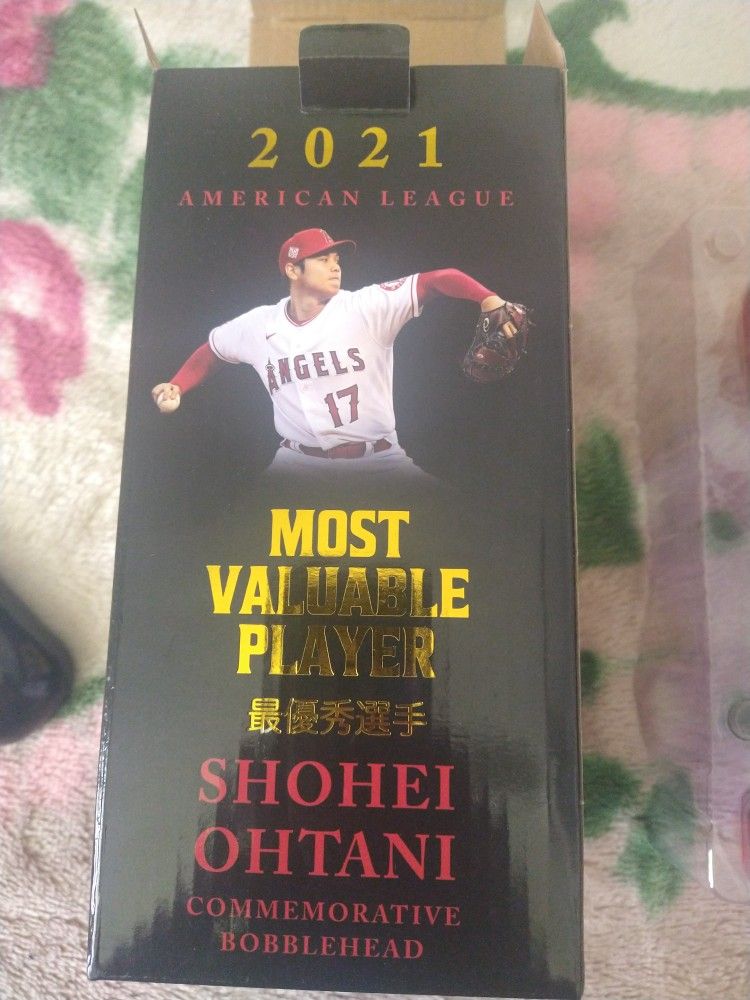 2021
AMERICAN LEAGUE
ANGELS
17
MOST
VALUABLE
PLAYER
最優秀選手
SHOHEI
OHTANI
COMMEMORATIVE
BOBBLEHEAD